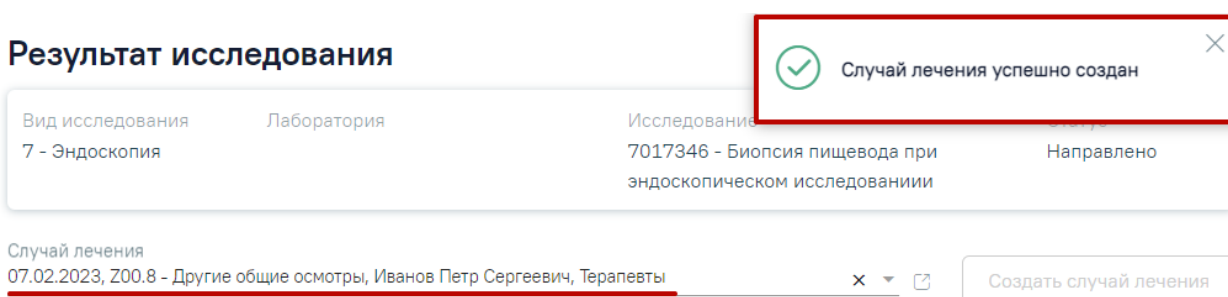 Результат исследования
Случай лечения успешно создан
Вид исследования
Лаборатория
Исследование
7 - Эндоскопия
7017346 - Биопсия пищевода при
эндоскопическом исследованиии
Направлено
Случай лечения
07.02.2023, Z00.8 - Другие общие осмотры, Иванов Петр Сергеевич, Терапевты
Создать случай лечения